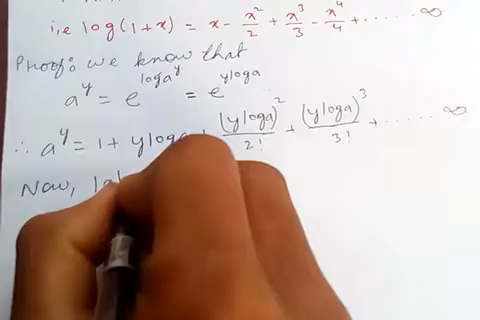 i,e log(1+x) = x - x²/2 + x³/3 - x⁴/4 + ...... ∞
Proof: we know that
a^y = e^(log a^y) = e^(y log a)
∴ a^y = 1 + y log a + (y log a)²/2! + (y log a)³/3! + ...... ∞
Now,